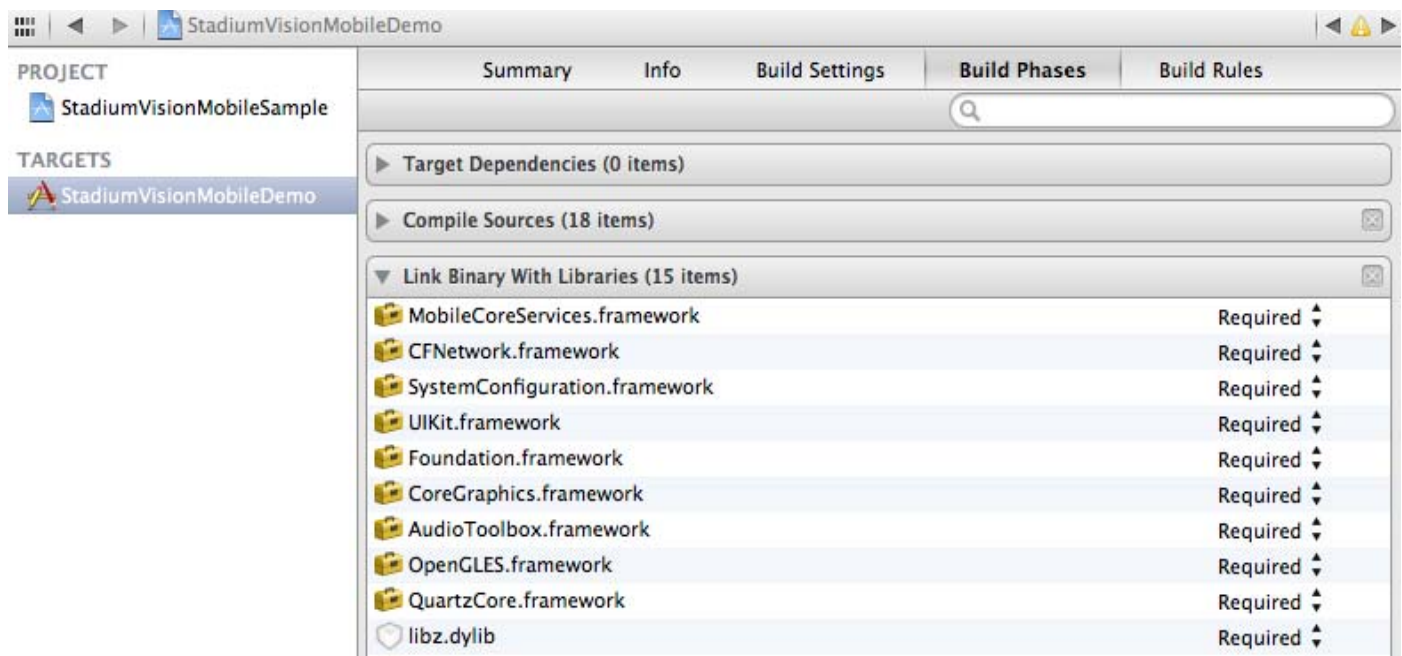 StadiumVisionMobileDemo
PROJECT
StadiumVisionMobileSample
TARGETS
StadiumVisionMobileDemo
Summary Info Build Settings Build Phases Build Rules
Target Dependencies (0 items)
Compile Sources (18 items)
Link Binary With Libraries (15 items)
MobileCoreServices.framework Required
CFNetwork.framework Required
SystemConfiguration.framework Required
UIKit.framework Required
Foundation.framework Required
CoreGraphics.framework Required
AudioToolbox.framework Required
OpenGLES.framework Required
QuartzCore.framework Required
libz.dylib Required